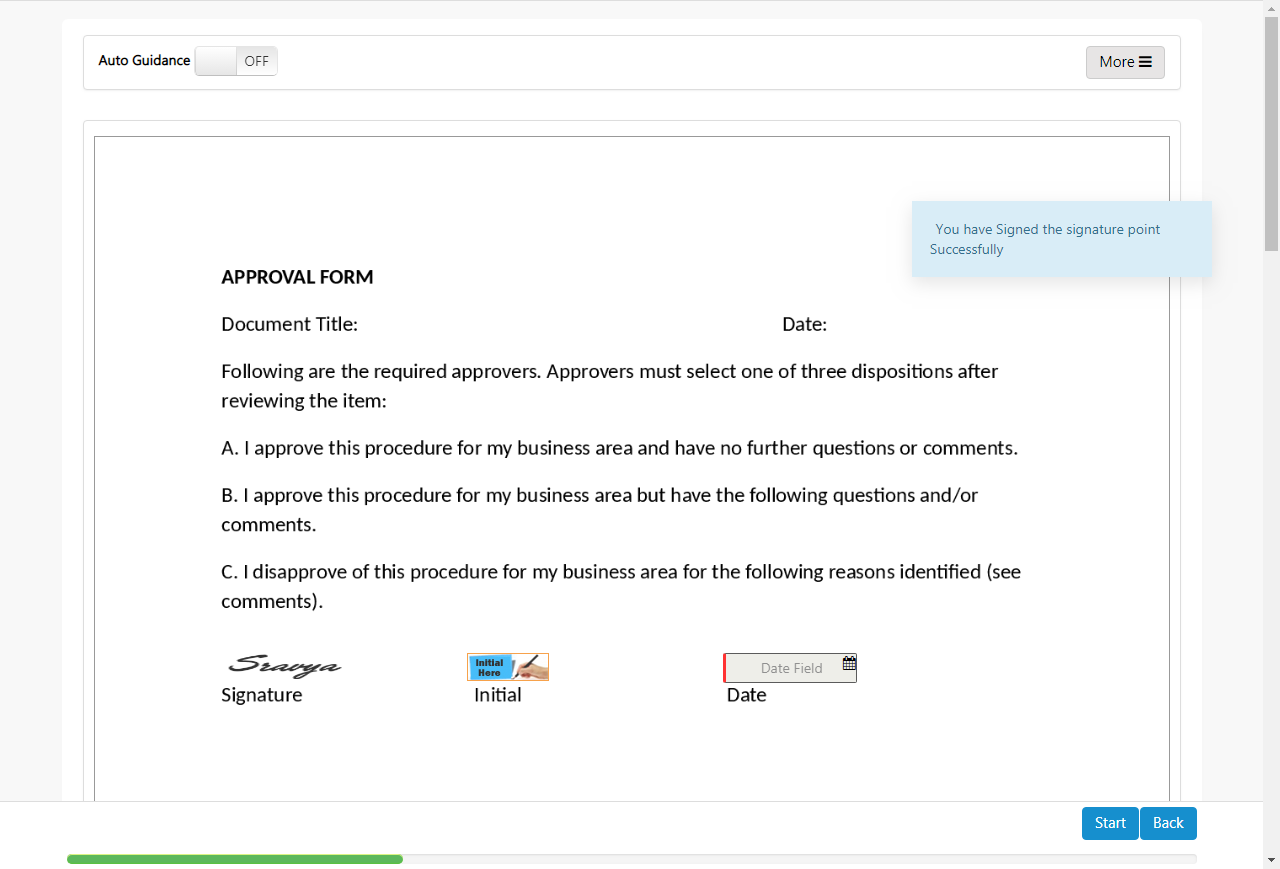 Auto Guidance OFF More
You have Signed the signature point
Successfully
APPROVAL FORM
Document Title: Date:
Following are the required approvers. Approvers must select one of three dispositions after
reviewing the item:
A. I approve this procedure for my business area and have no further questions or comments.
B. I approve this procedure for my business area but have the following questions and/or
comments.
C. I disapprove of this procedure for my business area for the following reasons identified (see
comments).
Sravya Initial Here Date Field
Signature Initial Date
Start Back